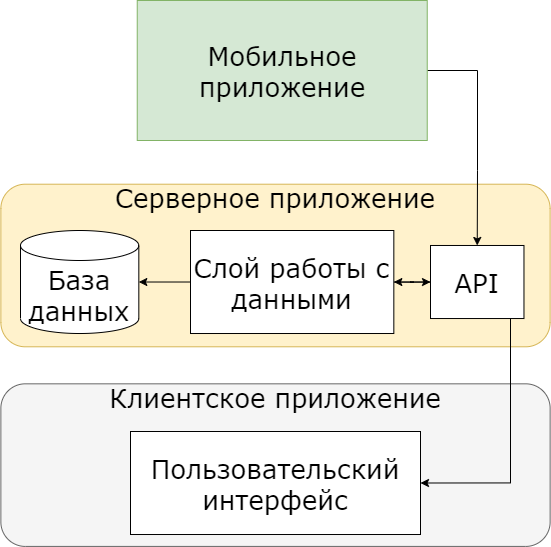 Мобильное
приложение
Серверное приложение
База
данных
Слой работы с
данными
API
Клиентское приложение
Пользовательский
интерфейс